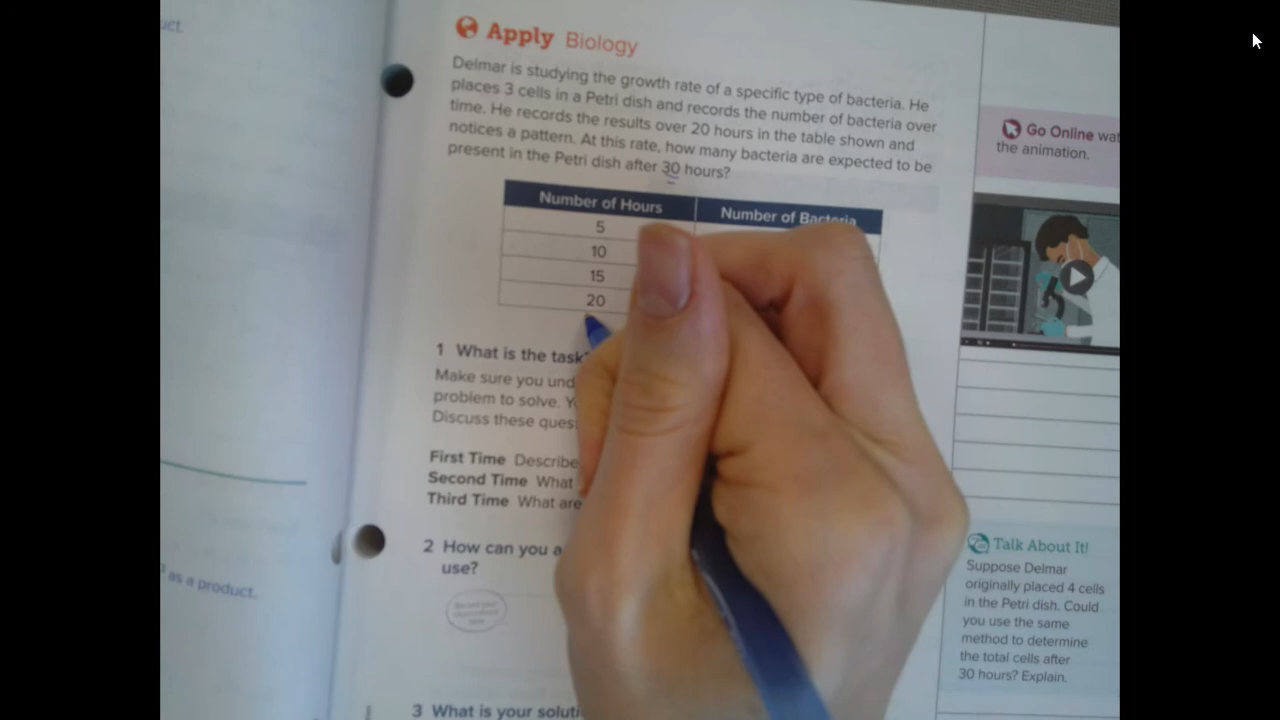 uct.
Apply Biology
Delmar is studying the growth rate of a specific type of bacteria. He
places 3 cells in a Petri dish and records the number of bacteria over
time. He records the results over 20 hours in the table shown and
notices a pattern. At this rate, how many bacteria are expected to be
present in the Petri dish after 30 hours?
Number of Hours Number of Bacteria
5
10
15
20
1 What is the task?
Make sure you und
problem to solve. Y
Discuss these ques
First Time Describe
Second Time What
Third Time What are
2 How can you a
use?
Record your
observations
here
3 What is your soluti
as a product.
Go Online wat
the animation.
Talk About It!
Suppose Delmar
originally placed 4 cells
in the Petri dish. Could
you use the same
method to determine
the total cells after
30 hours? Explain.